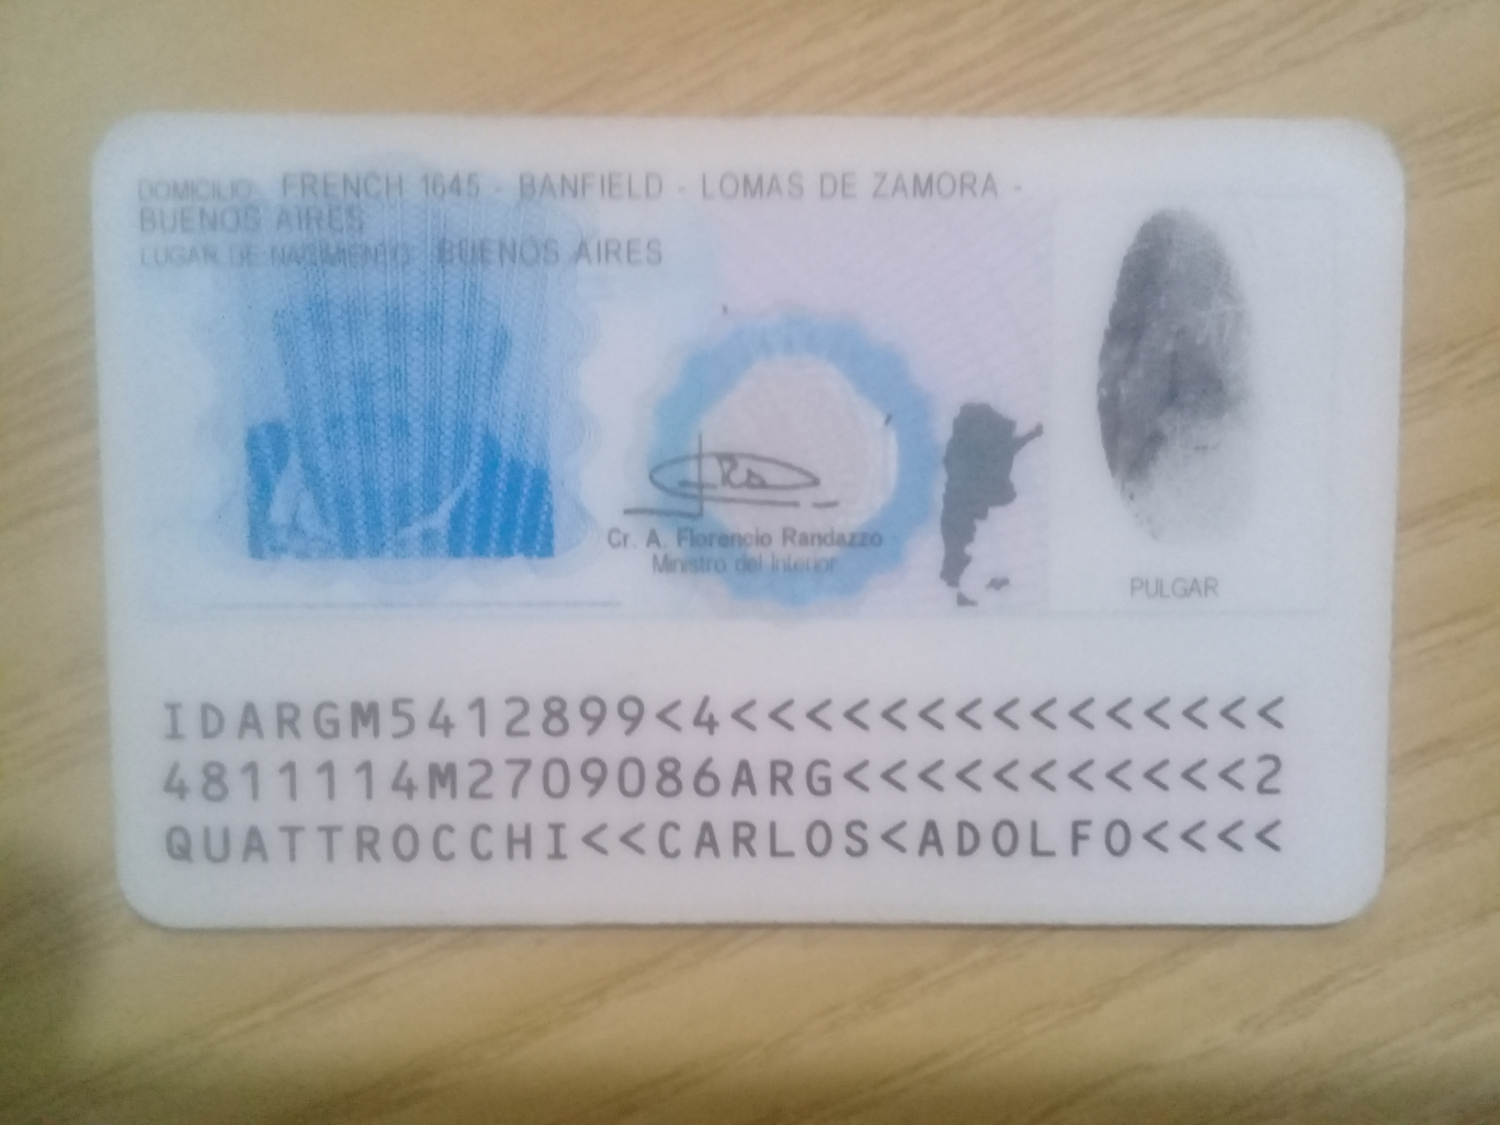 DOMICILIO: FRENCH 1645 - BANFIELD - LOMAS DE ZAMORA -
BUENOS AIRES
LUGAR DE NACIMIENTO: BUENOS AIRES
Cr. A. Florencio Randazzo
Ministro del Interior
PULGAR
IDARGM5412899<4<<<<<<<<<<<<<<<
4811114M2709086ARG<<<<<<<<<<<2
QUATTROCCHI<<CARLOS<ADOLFO<<<<